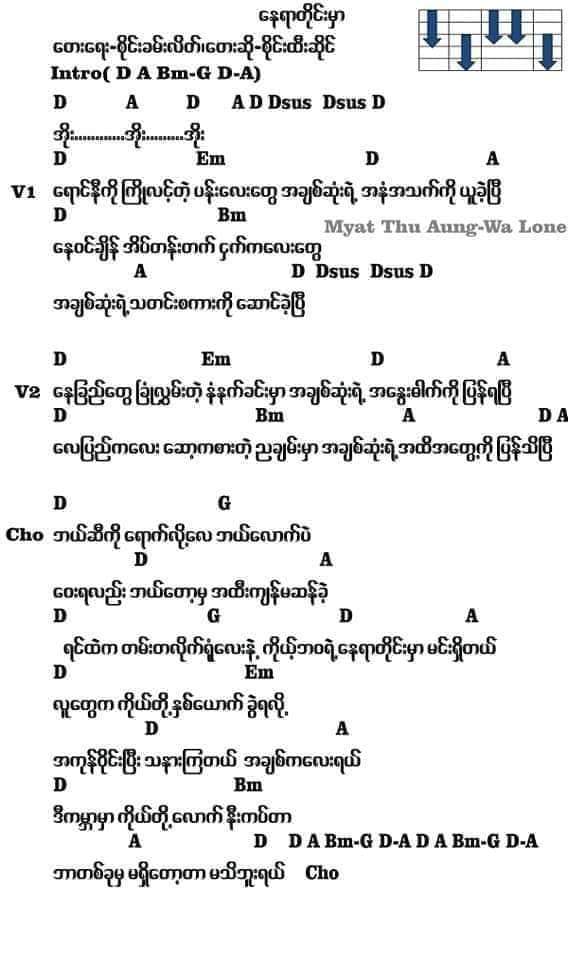 နေရာတိုင်းမှာ
တေးရေး-စိုင်းခမ်းလိတ်၊တေးဆို-စိုင်းထီးဆိုင်
Intro( D A Bm-G D-A)
D A D A D Dsus Dsus D
အိုး.............အိုး..........အိုး
D Em D A
V1 ရောင်နီကို ကြိုလင့်တဲ့ ပန်းလေးတွေ အချစ်ဆုံးရဲ့ အနံအသက်ကို ယူခဲ့ပြီ
D Bm
Myat Thu Aung-Wa Lone
နေဝင်ချိန် အိပ်တန်းတက် ငှက်ကလေးတွေ
A D Dsus Dsus D
အချစ်ဆုံးရဲ့သတင်းစကားကို ဆောင်ခဲ့ပြီ
D Em D A
V2 နေခြည်တွေ ခြုံလွှမ်းတဲ့ နံနက်ခင်းမှာ အချစ်ဆုံးရဲ့ အနွေးဓါက်ကို ပြန်ရပြီ
D Bm A D A
လေပြည်ကလေး ဆော့ကစားတဲ့ ညချမ်းမှာ အချစ်ဆုံးရဲ့အထိအတွေ့ကို ပြန်သိပြီ
D G
Cho ဘယ်ဆီကို ရောက်လို့လေ ဘယ်လောက်ပဲ
D A
ဝေးရလည်း ဘယ်တော့မှ အထီးကျန်မဆန်ခဲ့
D G D A
ရင်ထဲက တမ်းတလိုက်ရုံ့လေးနဲ့ ကိုယ့်ဘဝရဲ့နေရာတိုင်းမှာ မင်းရှိတယ်
D Em
လူတွေက ကိုယ်တို့နှစ်ယောက် ခွဲရလို့
D A
အကုန်ဝိုင်းပြီး သနားကြတယ် အချစ်ကလေးရယ်
D Bm
ဒီကမ္ဘာမှာ ကိုယ်တို့လောက် နီးကပ်တာ
A D D A Bm-G D-A D A Bm-G D-A
ဘာတစ်ခုမှ မရှိတော့တာ မသိဘူးရယ် Cho